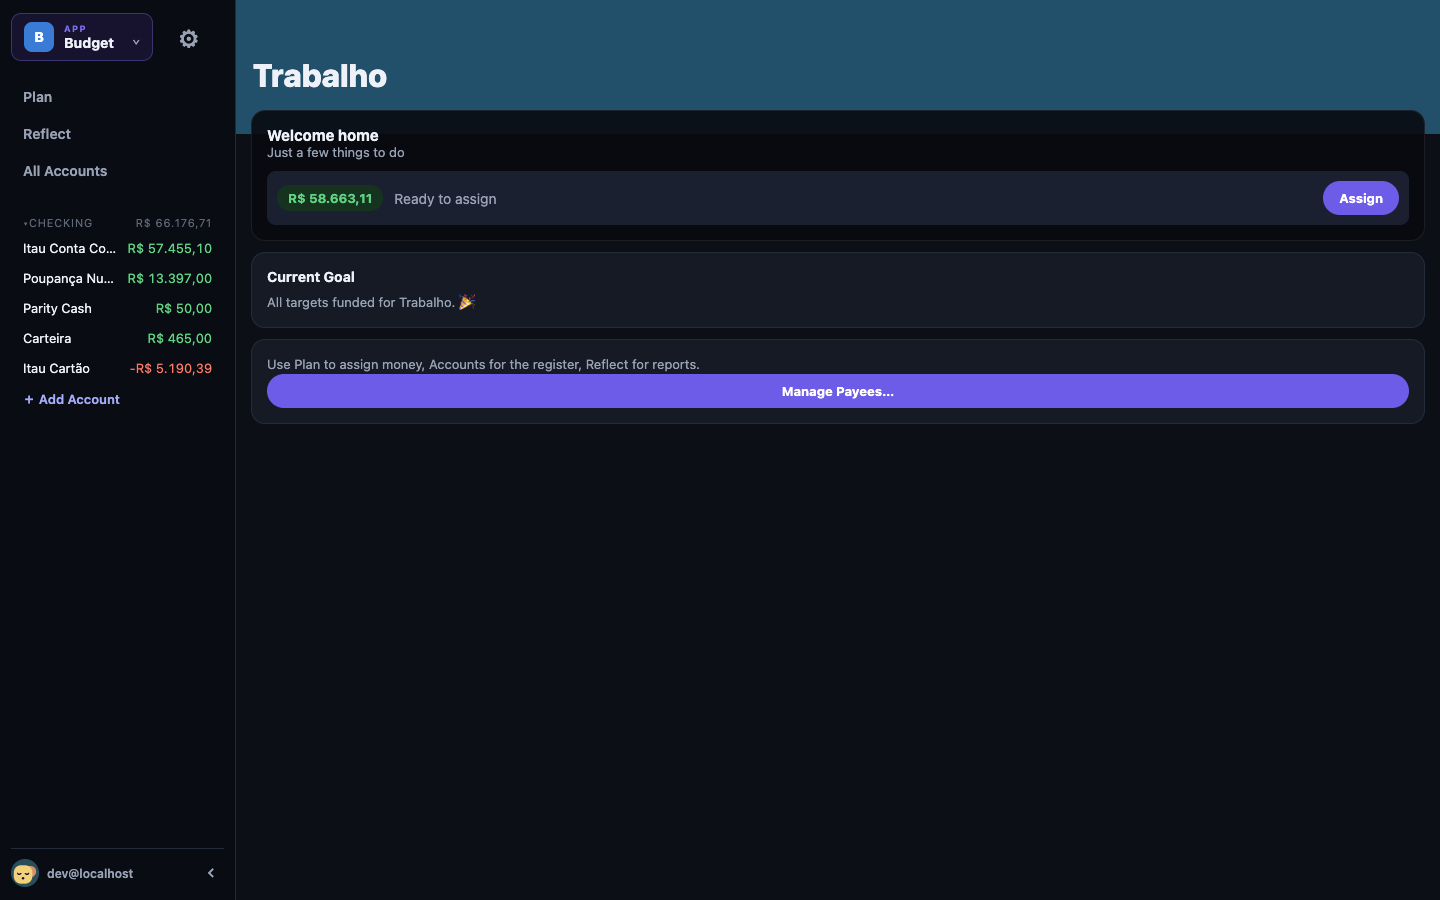 B
APP
Budget
Plan
Reflect
All Accounts
CHECKING R$ 66.176,71
Itau Conta Co... R$ 57.455,10
Poupança Nu... R$ 13.397,00
Parity Cash R$ 50,00
Carteira R$ 465,00
Itau Cartão -R$ 5.190,39
+ Add Account
dev@localhost
Trabalho
Welcome home
Just a few things to do
R$ 58.663,11 Ready to assign Assign
Current Goal
All targets funded for Trabalho. 🎉
Use Plan to assign money, Accounts for the register, Reflect for reports.
Manage Payees...